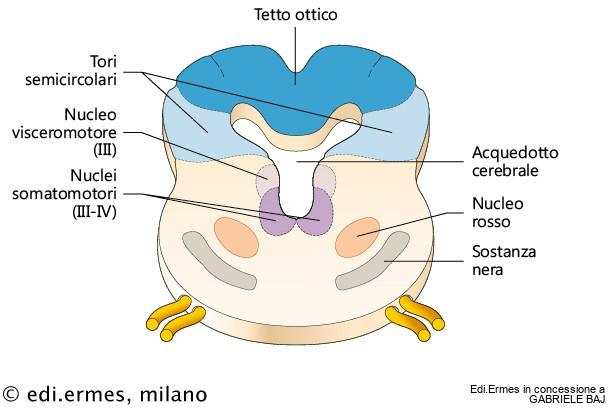 Tetto ottico
Tori
semicircolari
Nucleo
visceromotore
(III)
Nuclei
somatomotori
(III-IV)
Acquedotto
cerebrale
Nucleo
rosso
Sostanza
nera
© edi.ermes, milano
Edi.Ermes in concessione a
GABRIELE BAJ